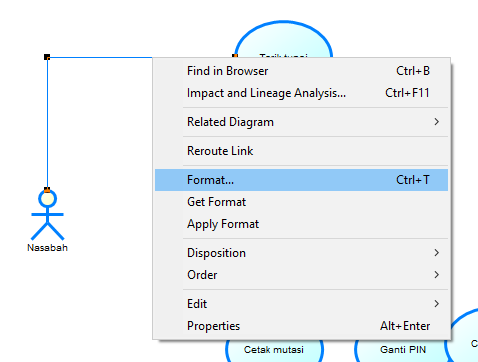 Tarik tunai
Find in Browser Ctrl+B
Impact and Lineage Analysis... Ctrl+F11
Related Diagram
Reroute Link
Format... Ctrl+T
Get Format
Apply Format
Nasabah
Disposition
Order
Edit
Properties Alt+Enter
Cetak mutasi
Ganti PIN